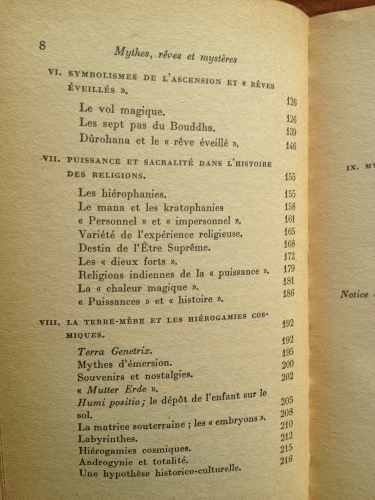 8 Mythes, rêves et mystères
VI. SYMBOLISMES DE L'ASCENSION ET « RÊVES
ÉVEILLÉS ». 126
Le vol magique. 126
Les sept pas du Bouddha. 139
Dûrohana et le « rêve éveillé ». 146
VII. PUISSANCE ET SACRALITÉ DANS L'HISTOIRE
DES RELIGIONS. 155
Les hiérophanies. 155
Le mana et les kratophanies 158
« Personnel » et « impersonnel ». 161
Variété de l'expérience religieuse. 165
Destin de l'Être Suprême. 168
Les « dieux forts ». 172
Religions indiennes de la « puissance ». 179
La « chaleur magique ». 181
« Puissances » et « histoire ». 186
VIII. LA TERRE-MÈRE ET LES HIÉROGAMIES COS-
MIQUES. 192
Terra Genetrix. 192
Mythes d'émersion. 195
Souvenirs et nostalgies. 200
« Mutter Erde ». 202
Humi positio; le dépôt de l'enfant sur le
sol. 205
La matrice souterraine; les « embryons ». 208
Labyrinthes. 210
Hiérogamies cosmiques. 212
Androgynie et totalité. 215
Une hypothèse historico-culturelle. 216
IX. MY
Notice